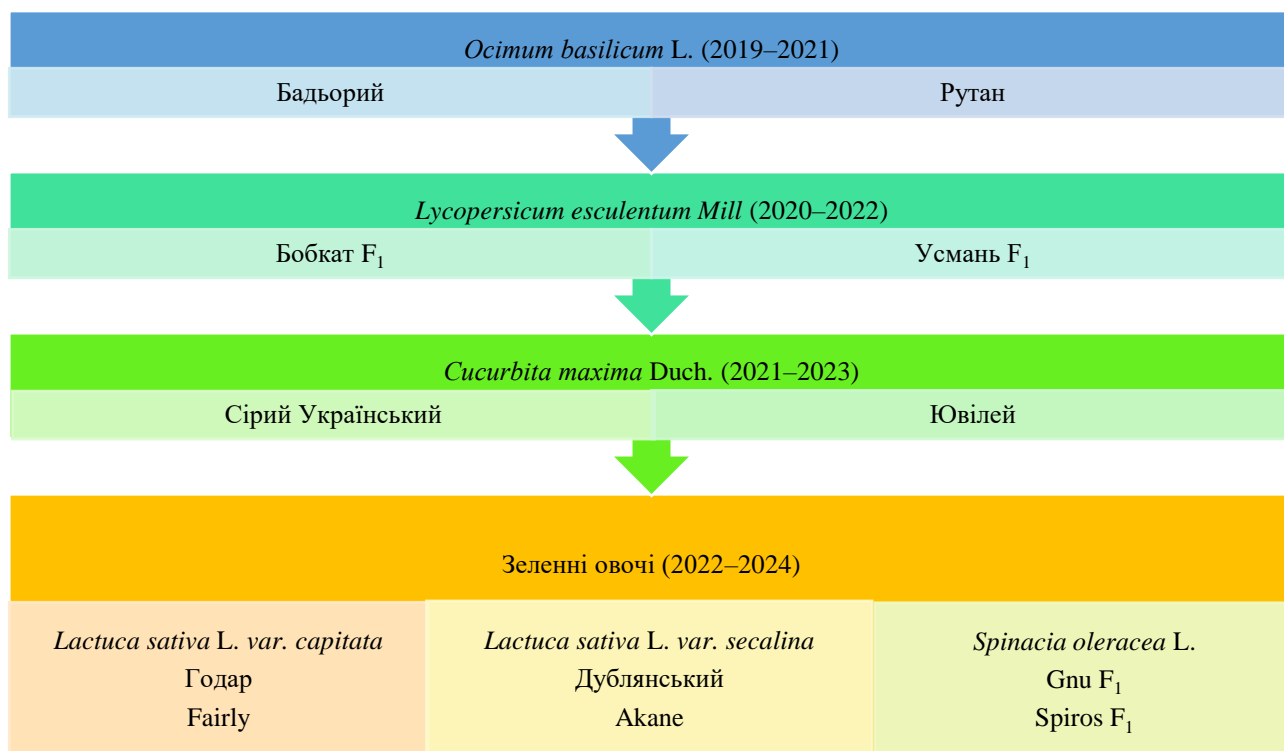 Ocimum basilicum L. (2019–2021)
Бадьорий Рутан
Lycopersicum esculentum Mill (2020–2022)
Бобкат F₁ Усмань F₁
Cucurbita maxima Duch. (2021–2023)
Сірий Український Ювілей
Зеленні овочі (2022–2024)
Lactuca sativa L. var. capitata
Годар
Fairly
Lactuca sativa L. var. secalina
Дублянський
Akane
Spinacia oleracea L.
Gnu F₁
Spiros F₁